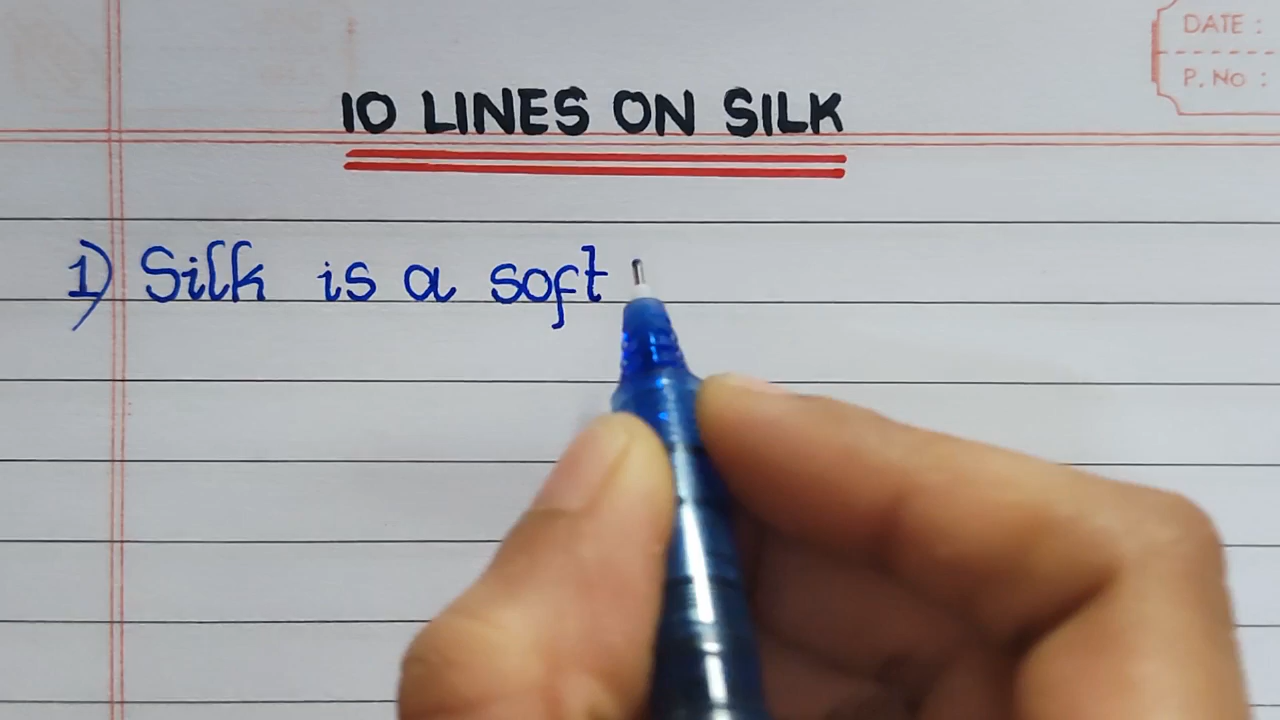 DATE :
P. No :
10 LINES ON SILK
1) Silk is a soft